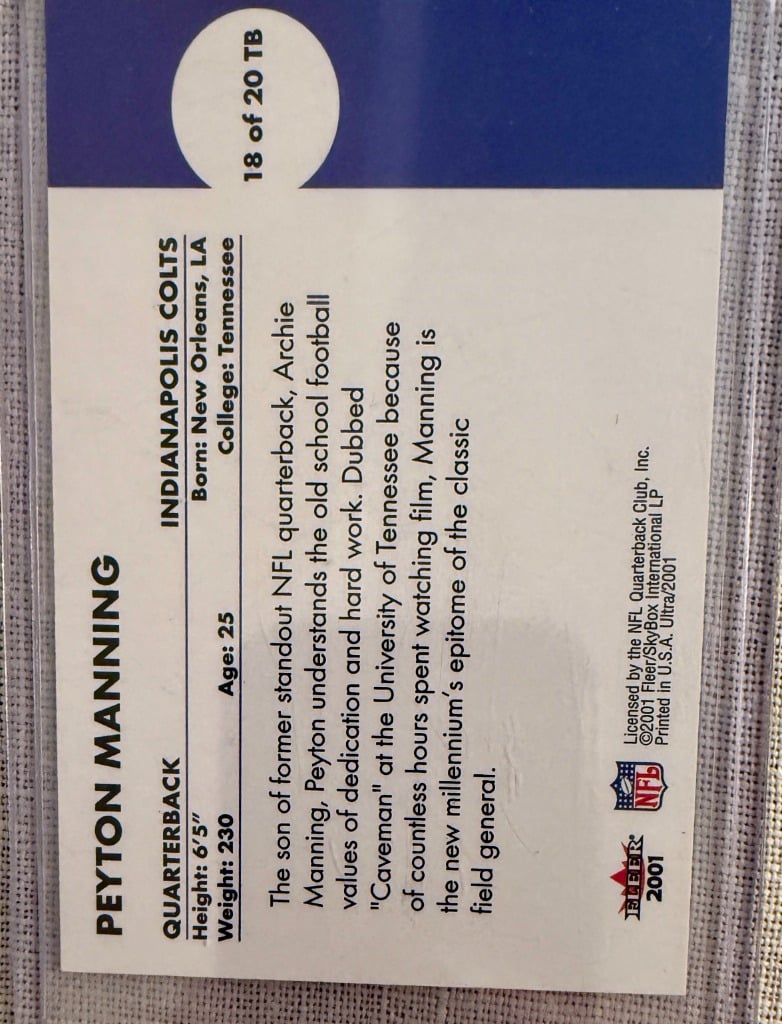 18 of 20 TB
PEYTON MANNING
QUARTERBACK INDIANAPOLIS COLTS
Height: 6'5" Born: New Orleans, LA
Weight: 230 Age: 25 College: Tennessee
The son of former standout NFL quarterback, Archie
Manning, Peyton understands the old school football
values of dedication and hard work. Dubbed
"Caveman" at the University of Tennessee because
of countless hours spent watching film, Manning is
the new millennium's epitome of the classic
field general.
FLEER
2001
NFL
Licensed by the NFL Quarterback Club, Inc.
©2001 Fleer/SkyBox International LP
Printed in U.S.A. Ultra/2001